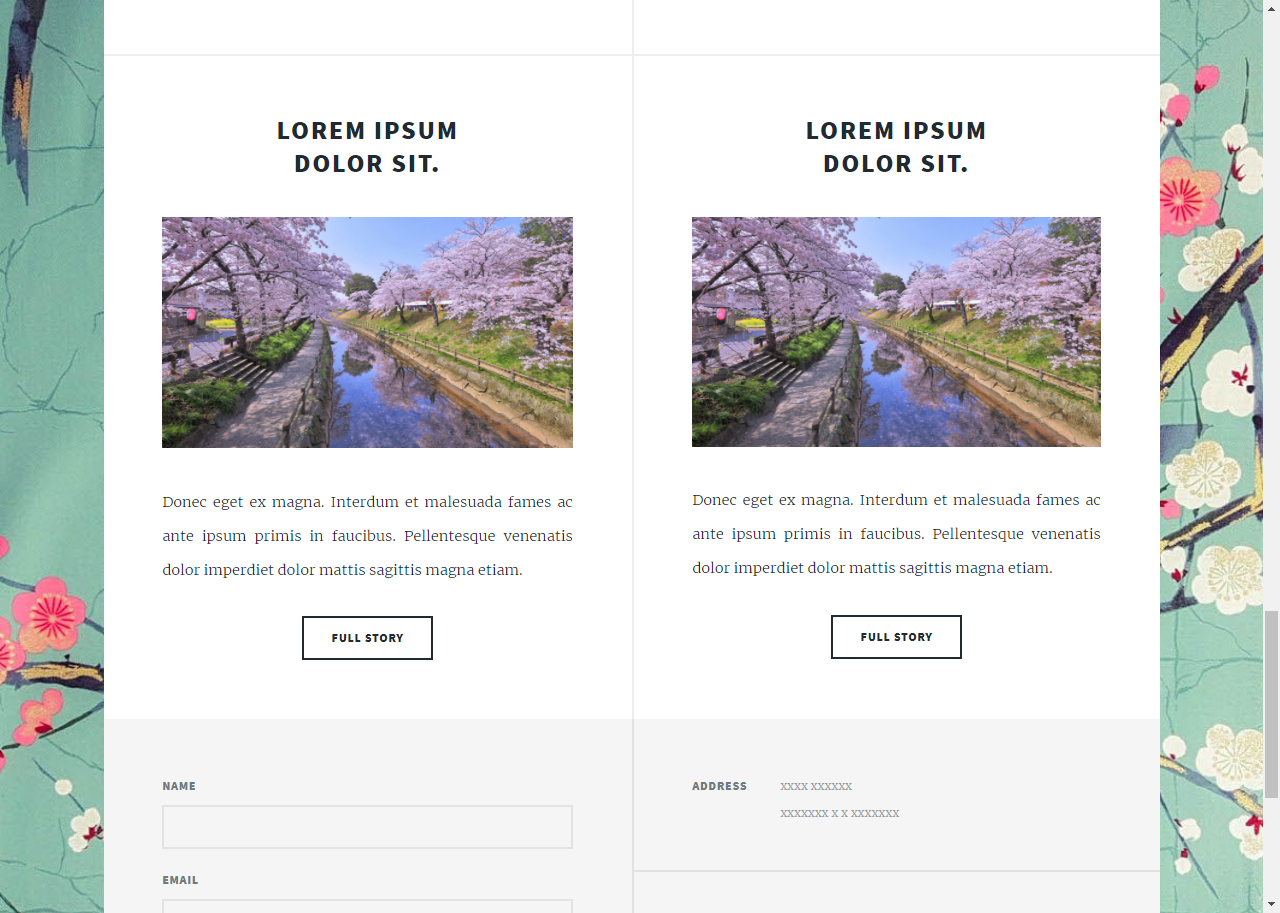 LOREM IPSUM
DOLOR SIT.
Donec eget ex magna. Interdum et malesuada fames ac
ante ipsum primis in faucibus. Pellentesque venenatis
dolor imperdiet dolor mattis sagittis magna etiam.
FULL STORY
LOREM IPSUM
DOLOR SIT.
Donec eget ex magna. Interdum et malesuada fames ac
ante ipsum primis in faucibus. Pellentesque venenatis
dolor imperdiet dolor mattis sagittis magna etiam.
FULL STORY
NAME
EMAIL
ADDRESS xxxx xxxxxx
xxxxxxx x x xxxxxxx